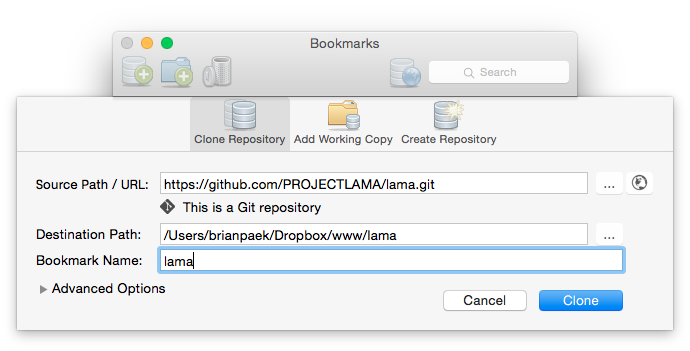 Bookmarks
Search
Clone Repository Add Working Copy Create Repository
Source Path / URL: https://github.com/PROJECTLAMA/lama.git ...
This is a Git repository
Destination Path: /Users/brianpaek/Dropbox/www/lama ...
Bookmark Name: lama
Advanced Options
Cancel Clone